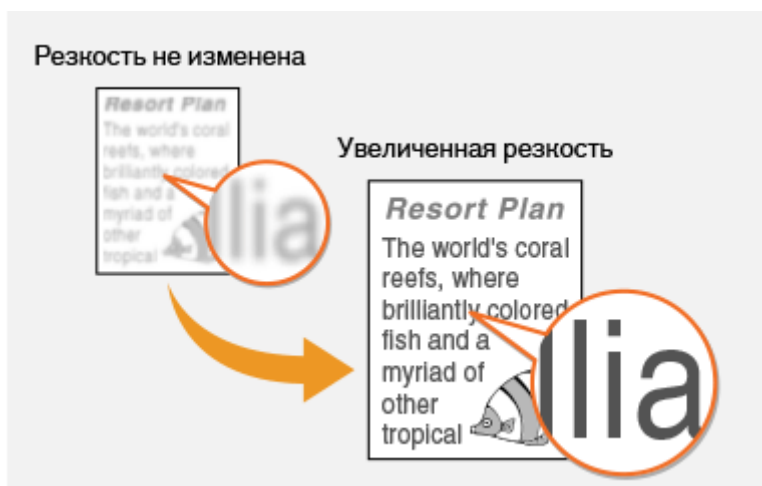 Резкость не изменена
Resort Plan
The world's coral
reefs, where
brilliantly colored
fish and a
myriad of
other
tropical
lia
Увеличенная резкость
Resort Plan
The world's coral
reefs, where
brilliantly colored
fish and a
myriad of
other
tropical
llia